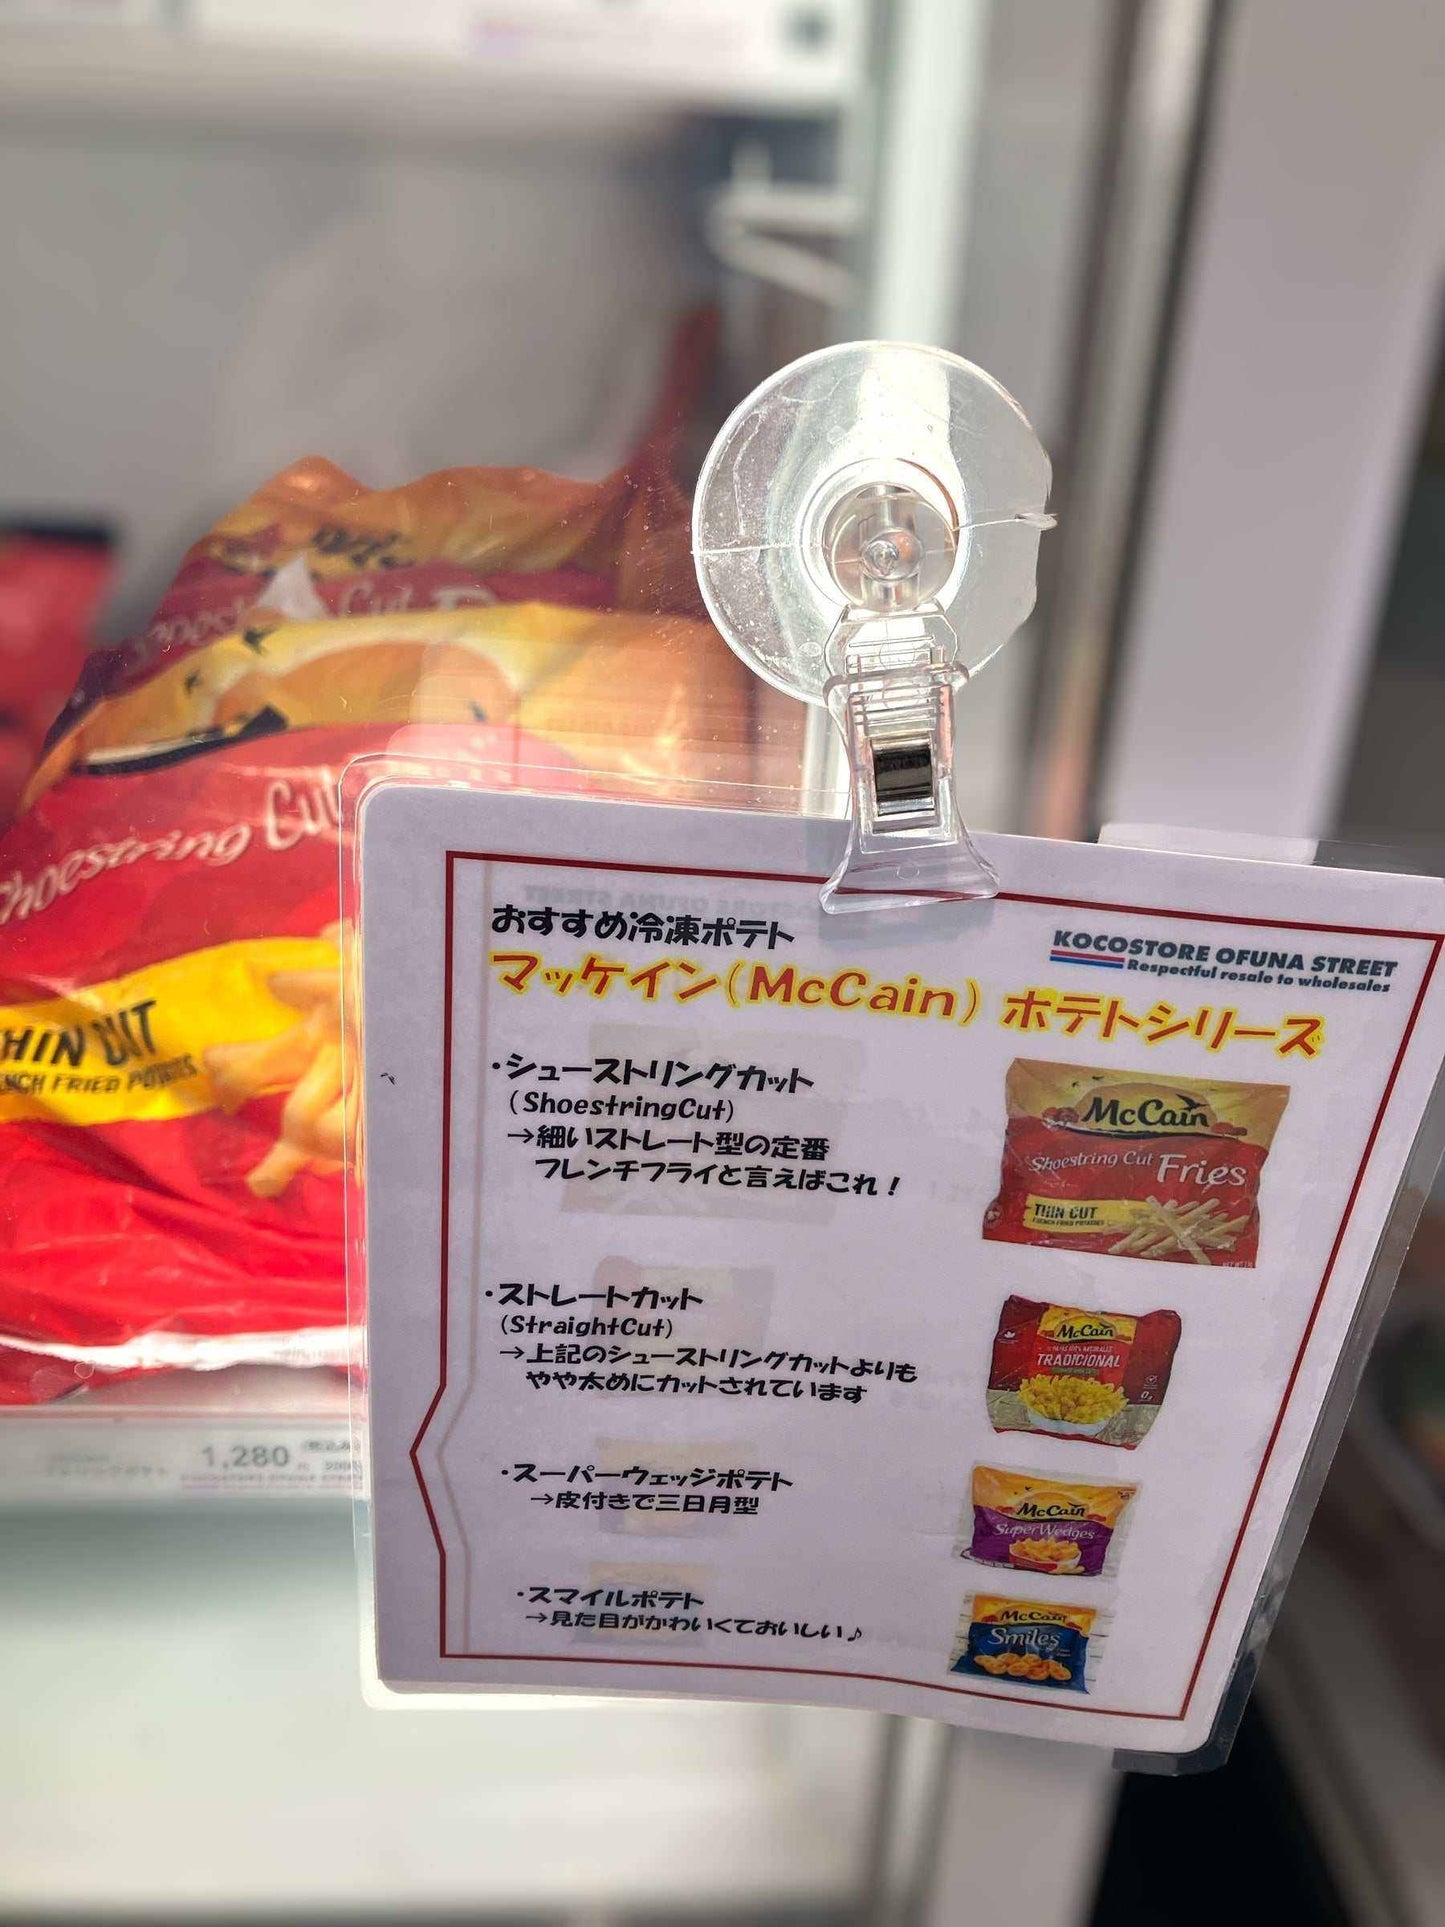 おすすめ冷凍ポテト
KOCOSTORE OFUNA STREET
Respectful resale to wholesales
マッケイン(McCain) ポテトシリーズ
・シューストリングカット
(ShoestringCut)
→細いストレート型の定番
フレンチフライと言えばこれ！
McCain
Shoestring Cut Fries
THIN CUT
FRENCH FRIED POTATOES
・ストレートカット
(StraightCut)
→上記のシューストリングカットよりも
やや太めにカットされています
McCain
TRADICIONAL
・スーパーウェッジポテト
→皮付きで三日月型
McCain
SuperWedges
・スマイルポテト
→見た目がかわいくておいしい♪
McCain
Smiles
Shoestring Cut
THIN CUT
FRENCH FRIED POTATOES
1,280